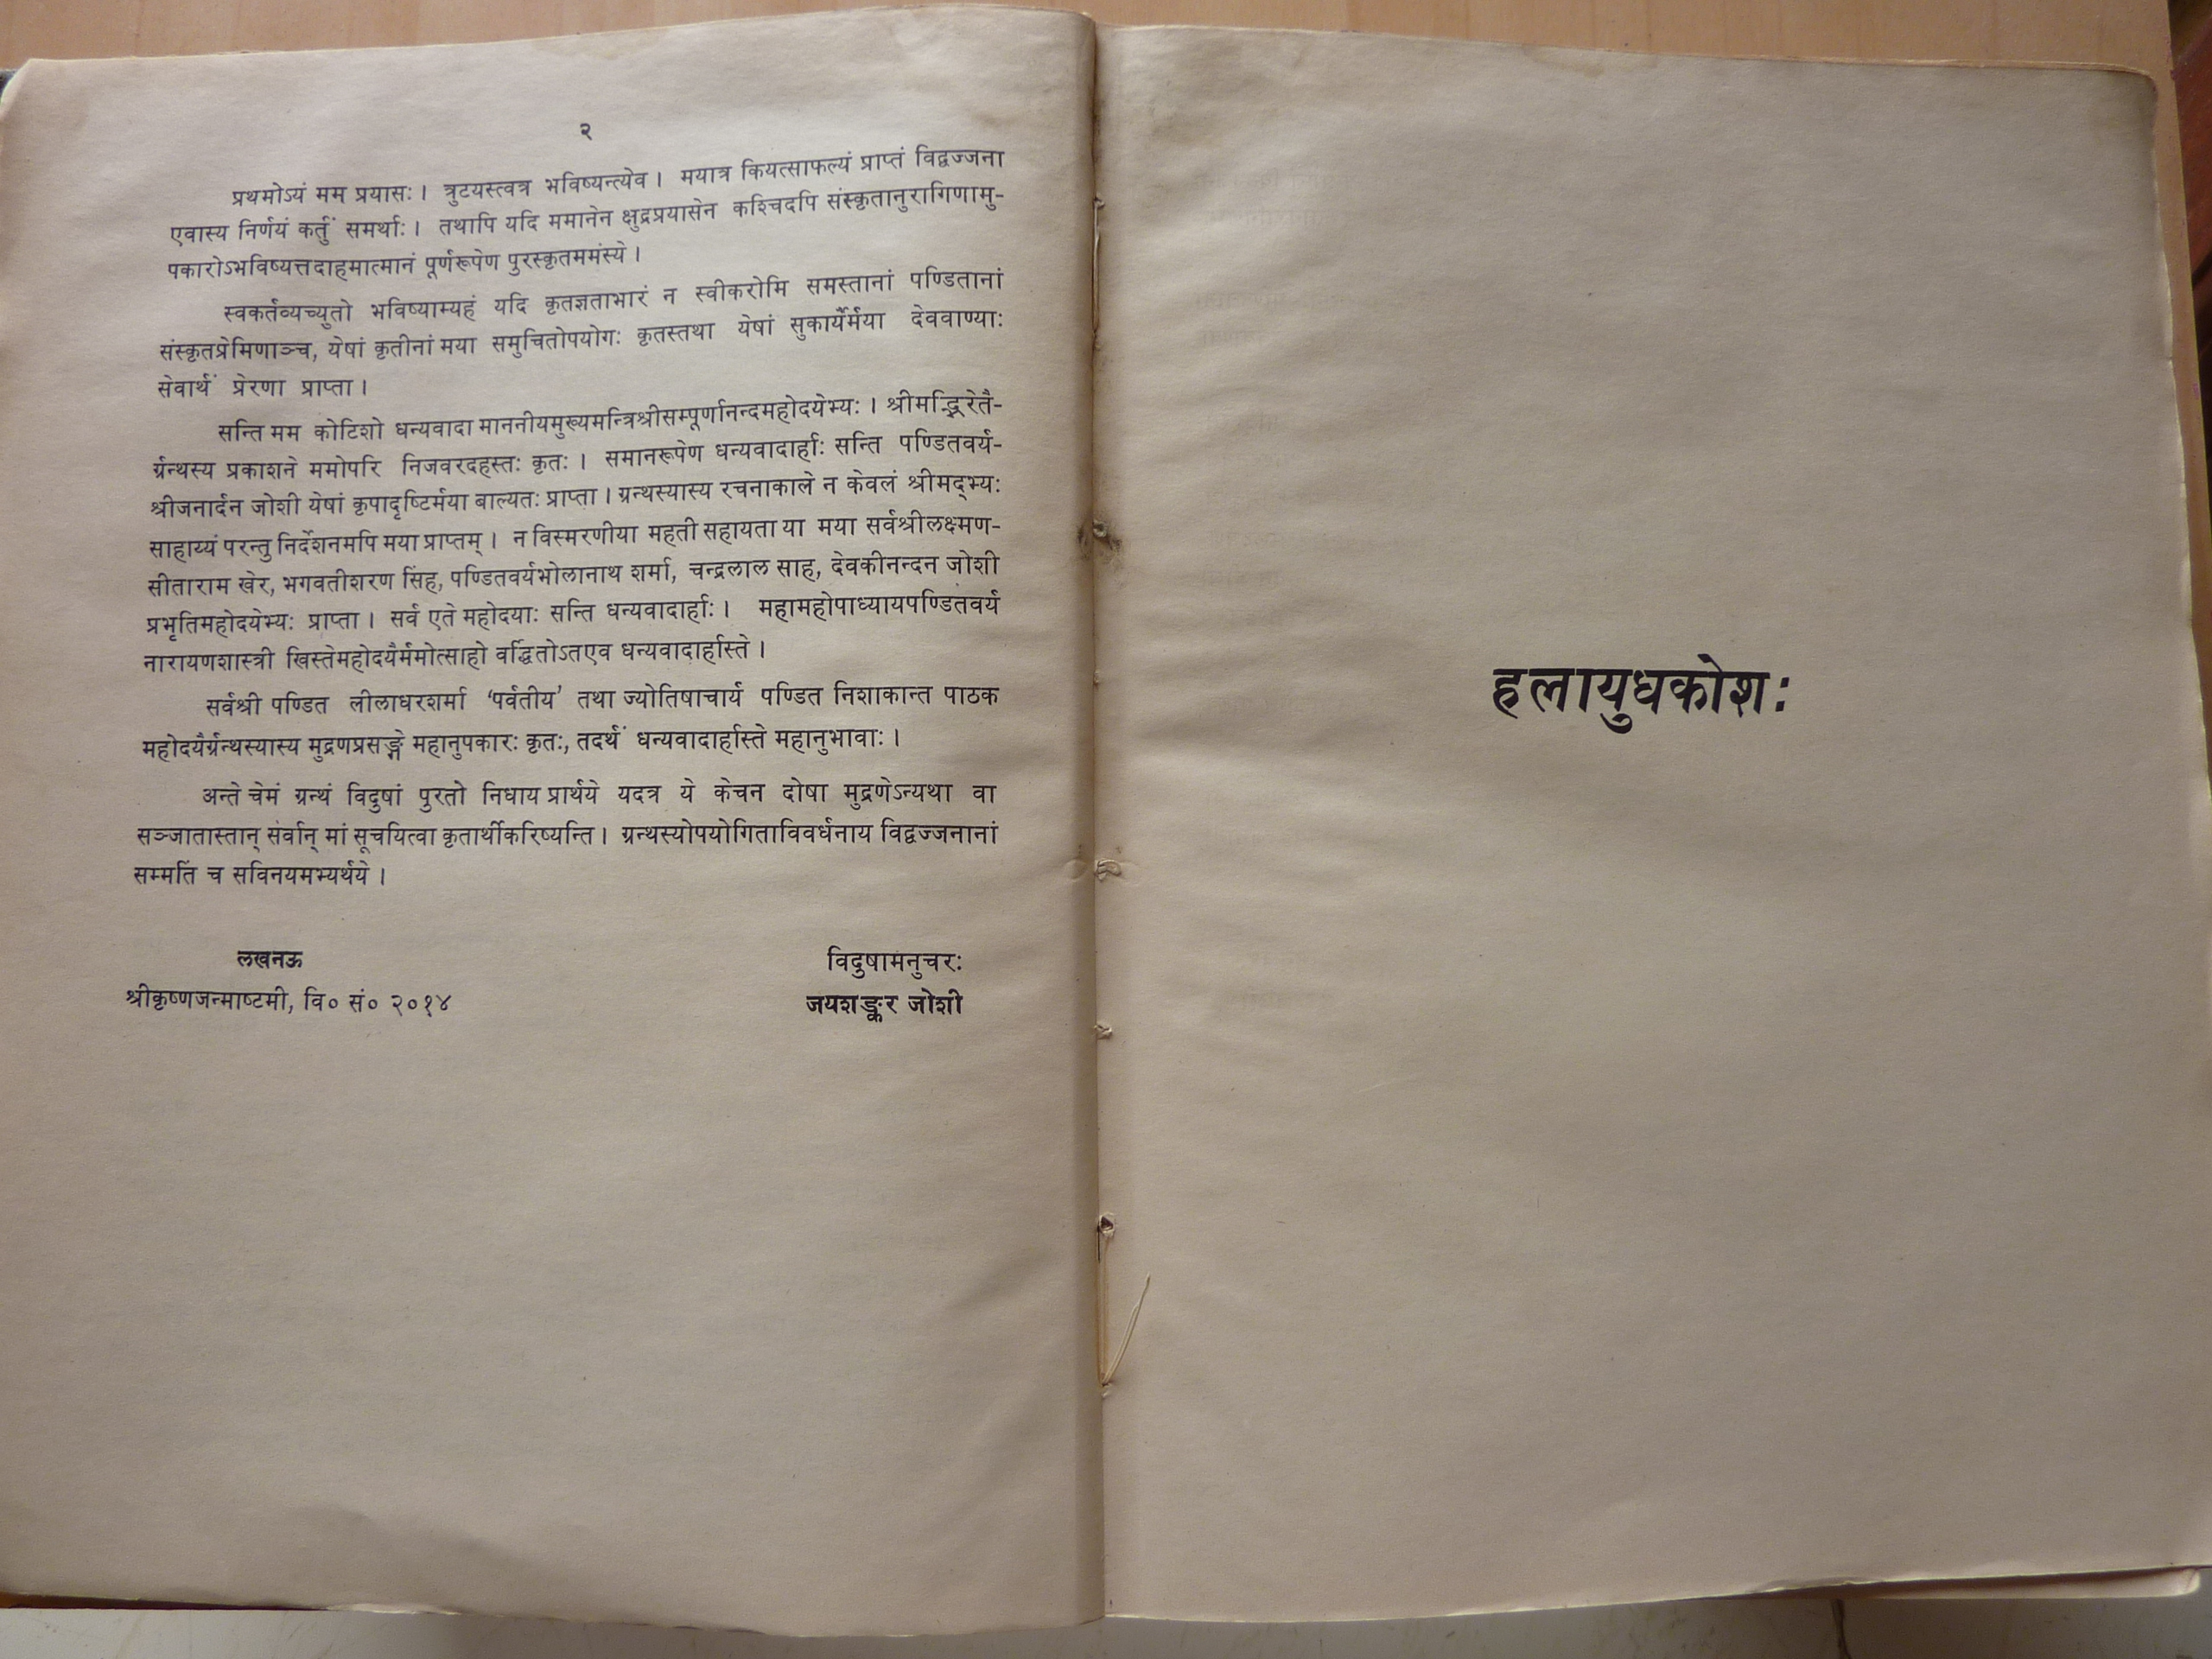 २
प्रथमोऽयं मम प्रयासः। त्रुटयस्त्वत्र भविष्यन्त्येव। मयात्र कियत्साफल्यं प्राप्तं विद्वज्जना
एवास्य निर्णयं कर्तुं समर्थाः। तथापि यदि ममानेन क्षुद्रप्रयासेन कश्चिदपि संस्कृतानुरागिणामु-
पकारोऽभविष्यत्तदाहमात्मानं पूर्णरूपेण पुरस्कृतममंस्ये।
स्वकर्तव्यच्युतो भविष्याम्यहं यदि कृतज्ञताभारं न स्वीकरोमि समस्तानां पण्डितानां
संस्कृतप्रेमिणाञ्च, येषां कृतीनां मया समुचितोपयोगः कृतस्तथा येषां सुकार्यैर्मया देववाण्याः
सेवार्थं प्रेरणा प्राप्ता।
सन्ति मम कोटिशो धन्यवादा माननीयमुख्यमन्त्रिश्रीसम्पूर्णानन्दमहोदयेभ्यः। श्रीमद्भिरेतै-
र्ग्रन्थस्य प्रकाशने ममोपरि निजवरदहस्तः कृतः। समानरूपेण धन्यवादार्हाः सन्ति पण्डितवर्य-
श्रीजनार्दन जोशी येषां कृपादृष्टिर्मया बाल्यतः प्राप्ता। ग्रन्थस्यास्य रचनाकाले न केवलं श्रीमद्‌भ्यः
साहाय्यं परन्तु निर्देशनमपि मया प्राप्तम्। न विस्मरणीया महती सहायता या मया सर्वश्रीलक्ष्मण-
सीताराम खेर, भगवतीशरण सिंह, पण्डितवर्यभोलानाथ शर्मा, चन्द्रलाल साह, देवकीनन्दन जोशी
प्रभृतिमहोदयेभ्यः प्राप्ता। सर्व एते महोदयाः सन्ति धन्यवादार्हाः। महामहोपाध्यायपण्डितवर्य
नारायणशास्त्री खिस्तेमहोदयैर्ममोत्साहो वर्द्धितोऽतएव धन्यवादार्हास्ते।
सर्वश्री पण्डित लीलाधरशर्मा ‘पर्वतीय’ तथा ज्योतिषाचार्य पण्डित निशाकान्त पाठक
महोदयैर्ग्रन्थस्यास्य मुद्रणप्रसङ्गे महानुपकारः कृतः, तदर्थं धन्यवादार्हास्ते महानुभावाः।
अन्ते चेमं ग्रन्थं विदुषां पुरतो निधाय प्रार्थये यदत्र ये केचन दोषा मुद्रणेऽन्यथा वा
सञ्जातास्तान् सर्वान् मां सूचयित्वा कृतार्थीकरिष्यन्ति। ग्रन्थस्योपयोगिताविवर्धनाय विद्वज्जनानां
सम्मतिं च सविनयमभ्यर्थये।
लखनऊ
श्रीकृष्णजन्माष्टमी, वि० सं० २०१४
विदुषामनुचरः
जयशङ्कर जोशी
हलायुधकोशः